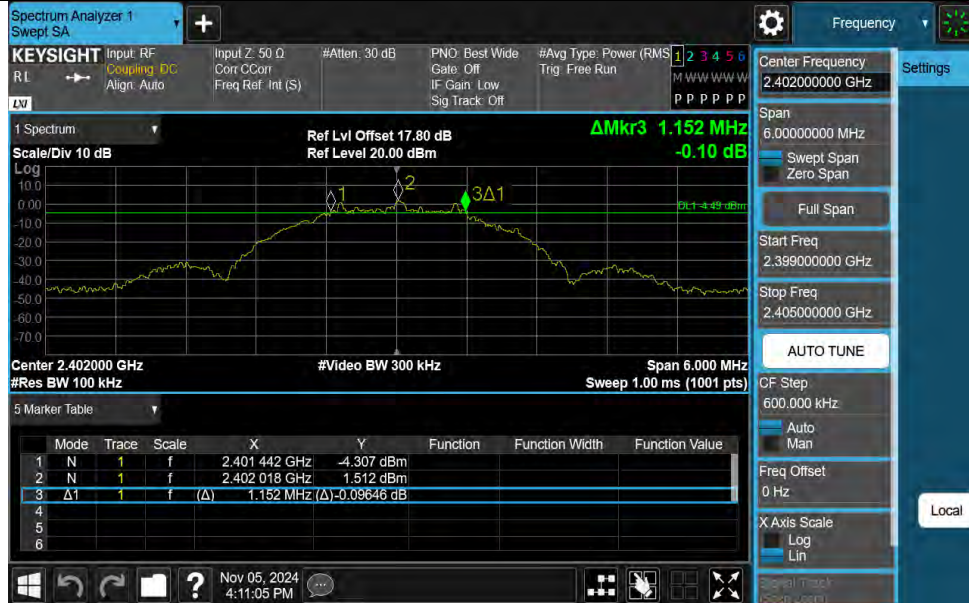 Spectrum Analyzer 1
Swept SA
+
Frequency
KEYSIGHT
RL
LXI
Input: RF
Coupling: DC
Align: Auto
Input Z: 50 Ω
Corr CCorr
Freq Ref: Int (S)
#Atten: 30 dB
PNO: Best Wide
Gate: Off
IF Gain: Low
Sig Track: Off
#Avg Type: Power (RMS
Trig: Free Run
1 2 3 4 5 6
M W W W W W
P P P P P P
1 Spectrum
Scale/Div 10 dB
Ref Lvl Offset 17.80 dB
Ref Level 20.00 dBm
ΔMkr3 1.152 MHz
-0.10 dB
Log
10.0
0.00
-10.0
-20.0
-30.0
-40.0
-50.0
-60.0
-70.0
1
2
3Δ1
DL1 -4.49 dBm
Center 2.402000 GHz
#Video BW 300 kHz
Span 6.000 MHz
#Res BW 100 kHz
Sweep 1.00 ms (1001 pts)
5 Marker Table
Mode Trace Scale X Y Function Function Width Function Value
1 N 1 f 2.401 442 GHz -4.307 dBm
2 N 1 f 2.402 018 GHz 1.512 dBm
3 Δ1 1 f (Δ) 1.152 MHz (Δ) -0.09646 dB
4
5
6
Center Frequency
2.402000000 GHz
Span
6.00000000 MHz
Swept Span
Zero Span
Full Span
Start Freq
2.399000000 GHz
Stop Freq
2.405000000 GHz
AUTO TUNE
CF Step
600.000 kHz
Auto
Man
Freq Offset
0 Hz
X Axis Scale
Log
Lin
Signal Track
(Span Zoom)
Settings
Local
?
Nov 05, 2024
4:11:05 PM